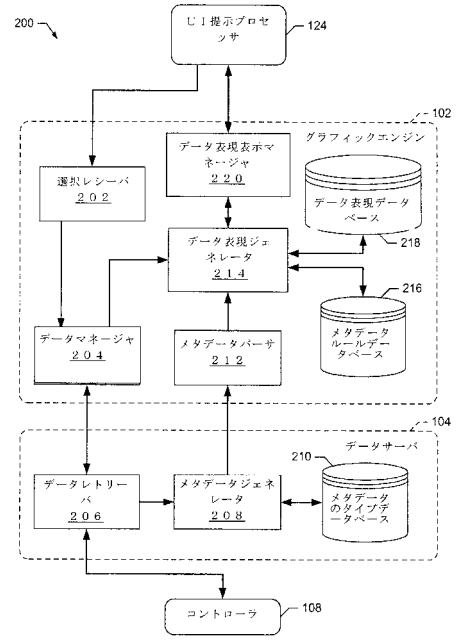 200
UI提示プロセ
ッサ
124
102
グラフィックエンジン
データ表現表示マ
ネージャ
220
選択レシーバ
202
データ表現データ
ベース
218
データ表現ジェ
ネレータ
214
216
データマネージャ
204
メタデータパーサ
212
メタデータ
ルールデー
タベース
104
データサーバ
210
データレトリー
バ
206
メタデータジェネ
レータ
208
メタデータ
のタイプデー
タベース
コントローラ
108